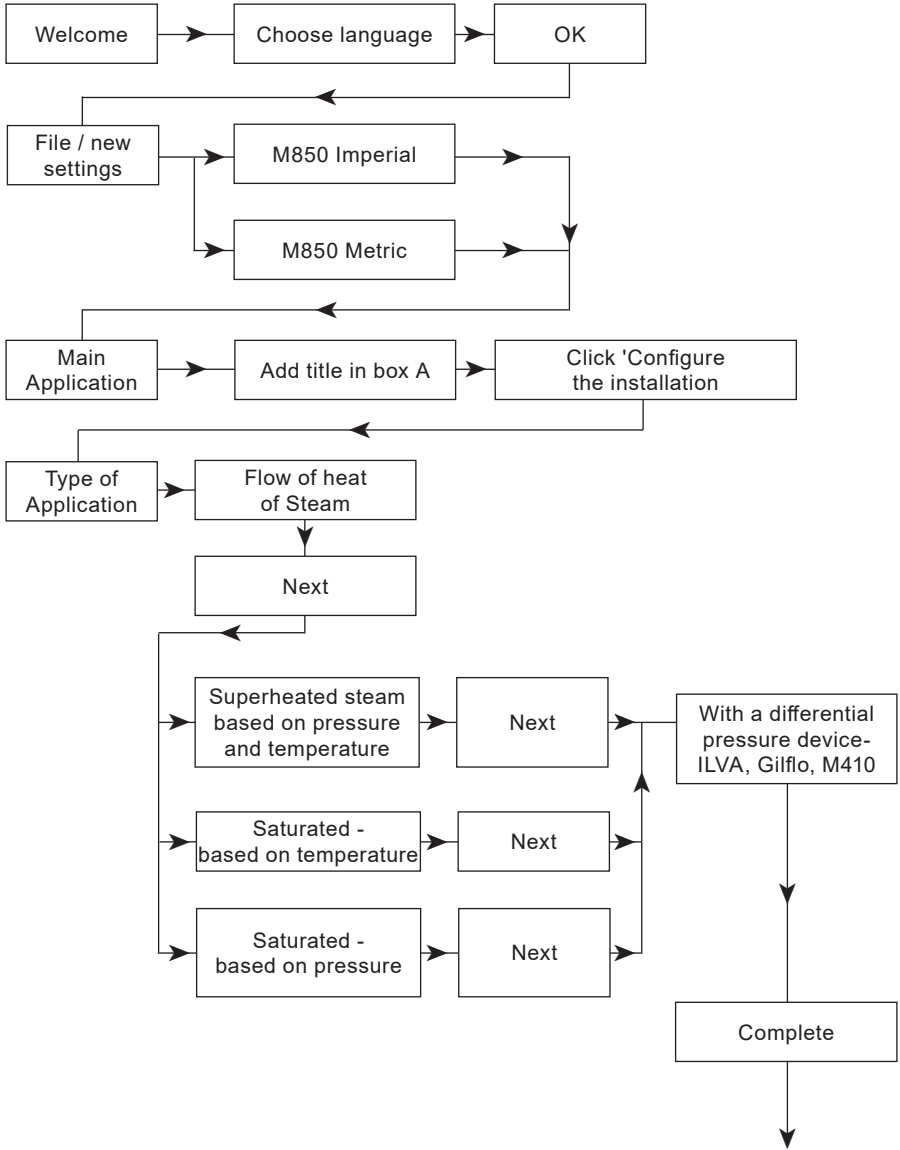 Welcome
Choose language
OK
File / new
settings
M850 Imperial
M850 Metric
Main
Application
Add title in box A
Click 'Configure
the installation
Type of
Application
Flow of heat
of Steam
Next
Superheated steam
based on pressure
and temperature
Next
With a differential
pressure device-
ILVA, Gilflo, M410
Saturated -
based on temperature
Next
Saturated -
based on pressure
Next
Complete